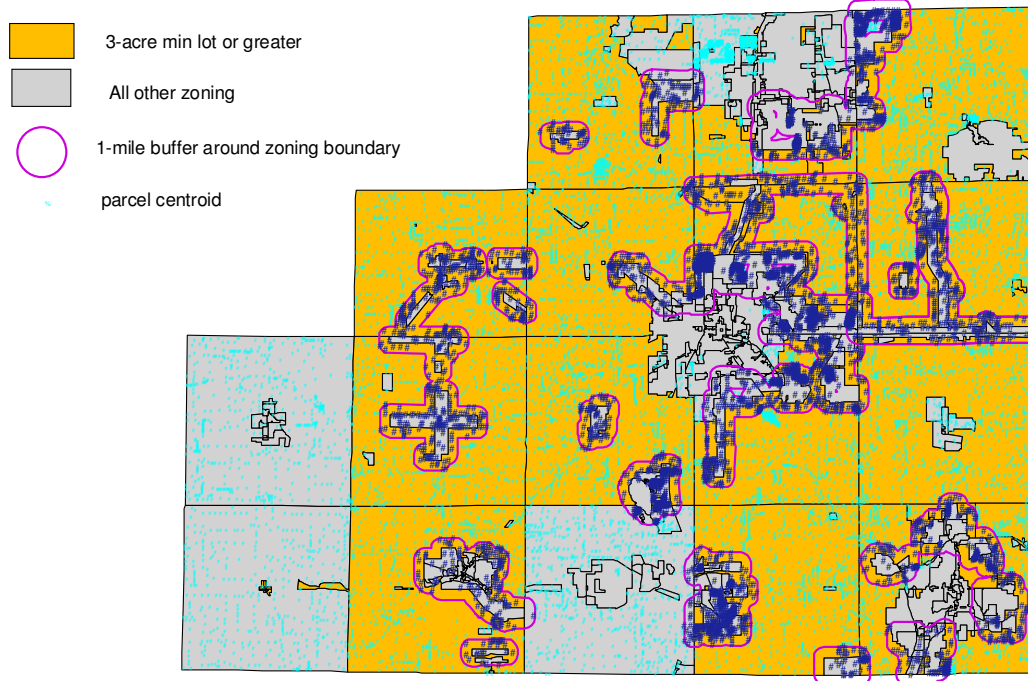 3-acre min lot or greater
All other zoning
1-mile buffer around zoning boundary
parcel centroid